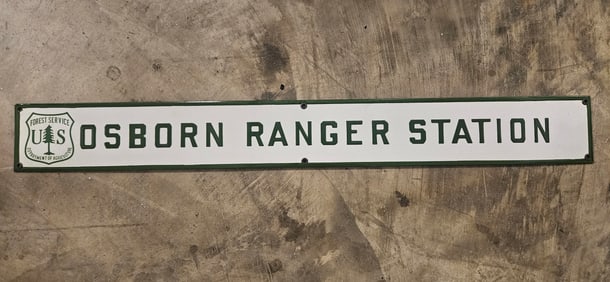 FOREST SERVICE
U S
DEPARTMENT OF AGRICULTURE
OSBORN RANGER STATION